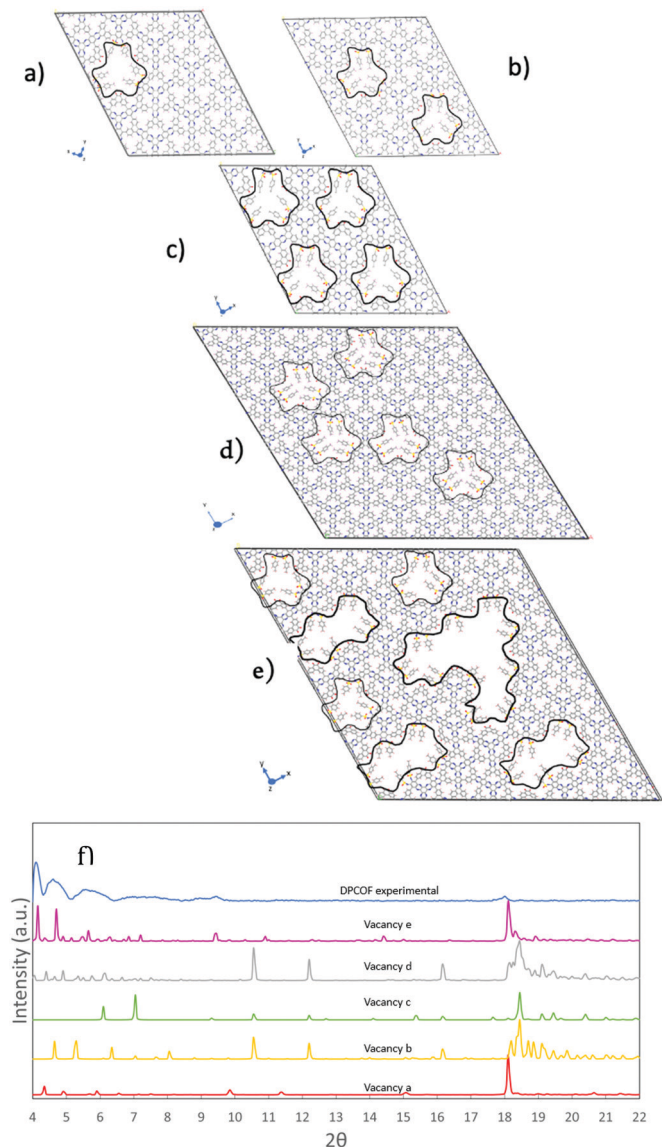 a)
b)
c)
d)
e)
f)
DPCOF experimental
Vacancy e
Vacancy d
Vacancy c
Vacancy b
Vacancy a
Intensity (a.u.)
4 5 6 7 8 9 10 11 12 13 14 15 16 17 18 19 20 21 22
2θ